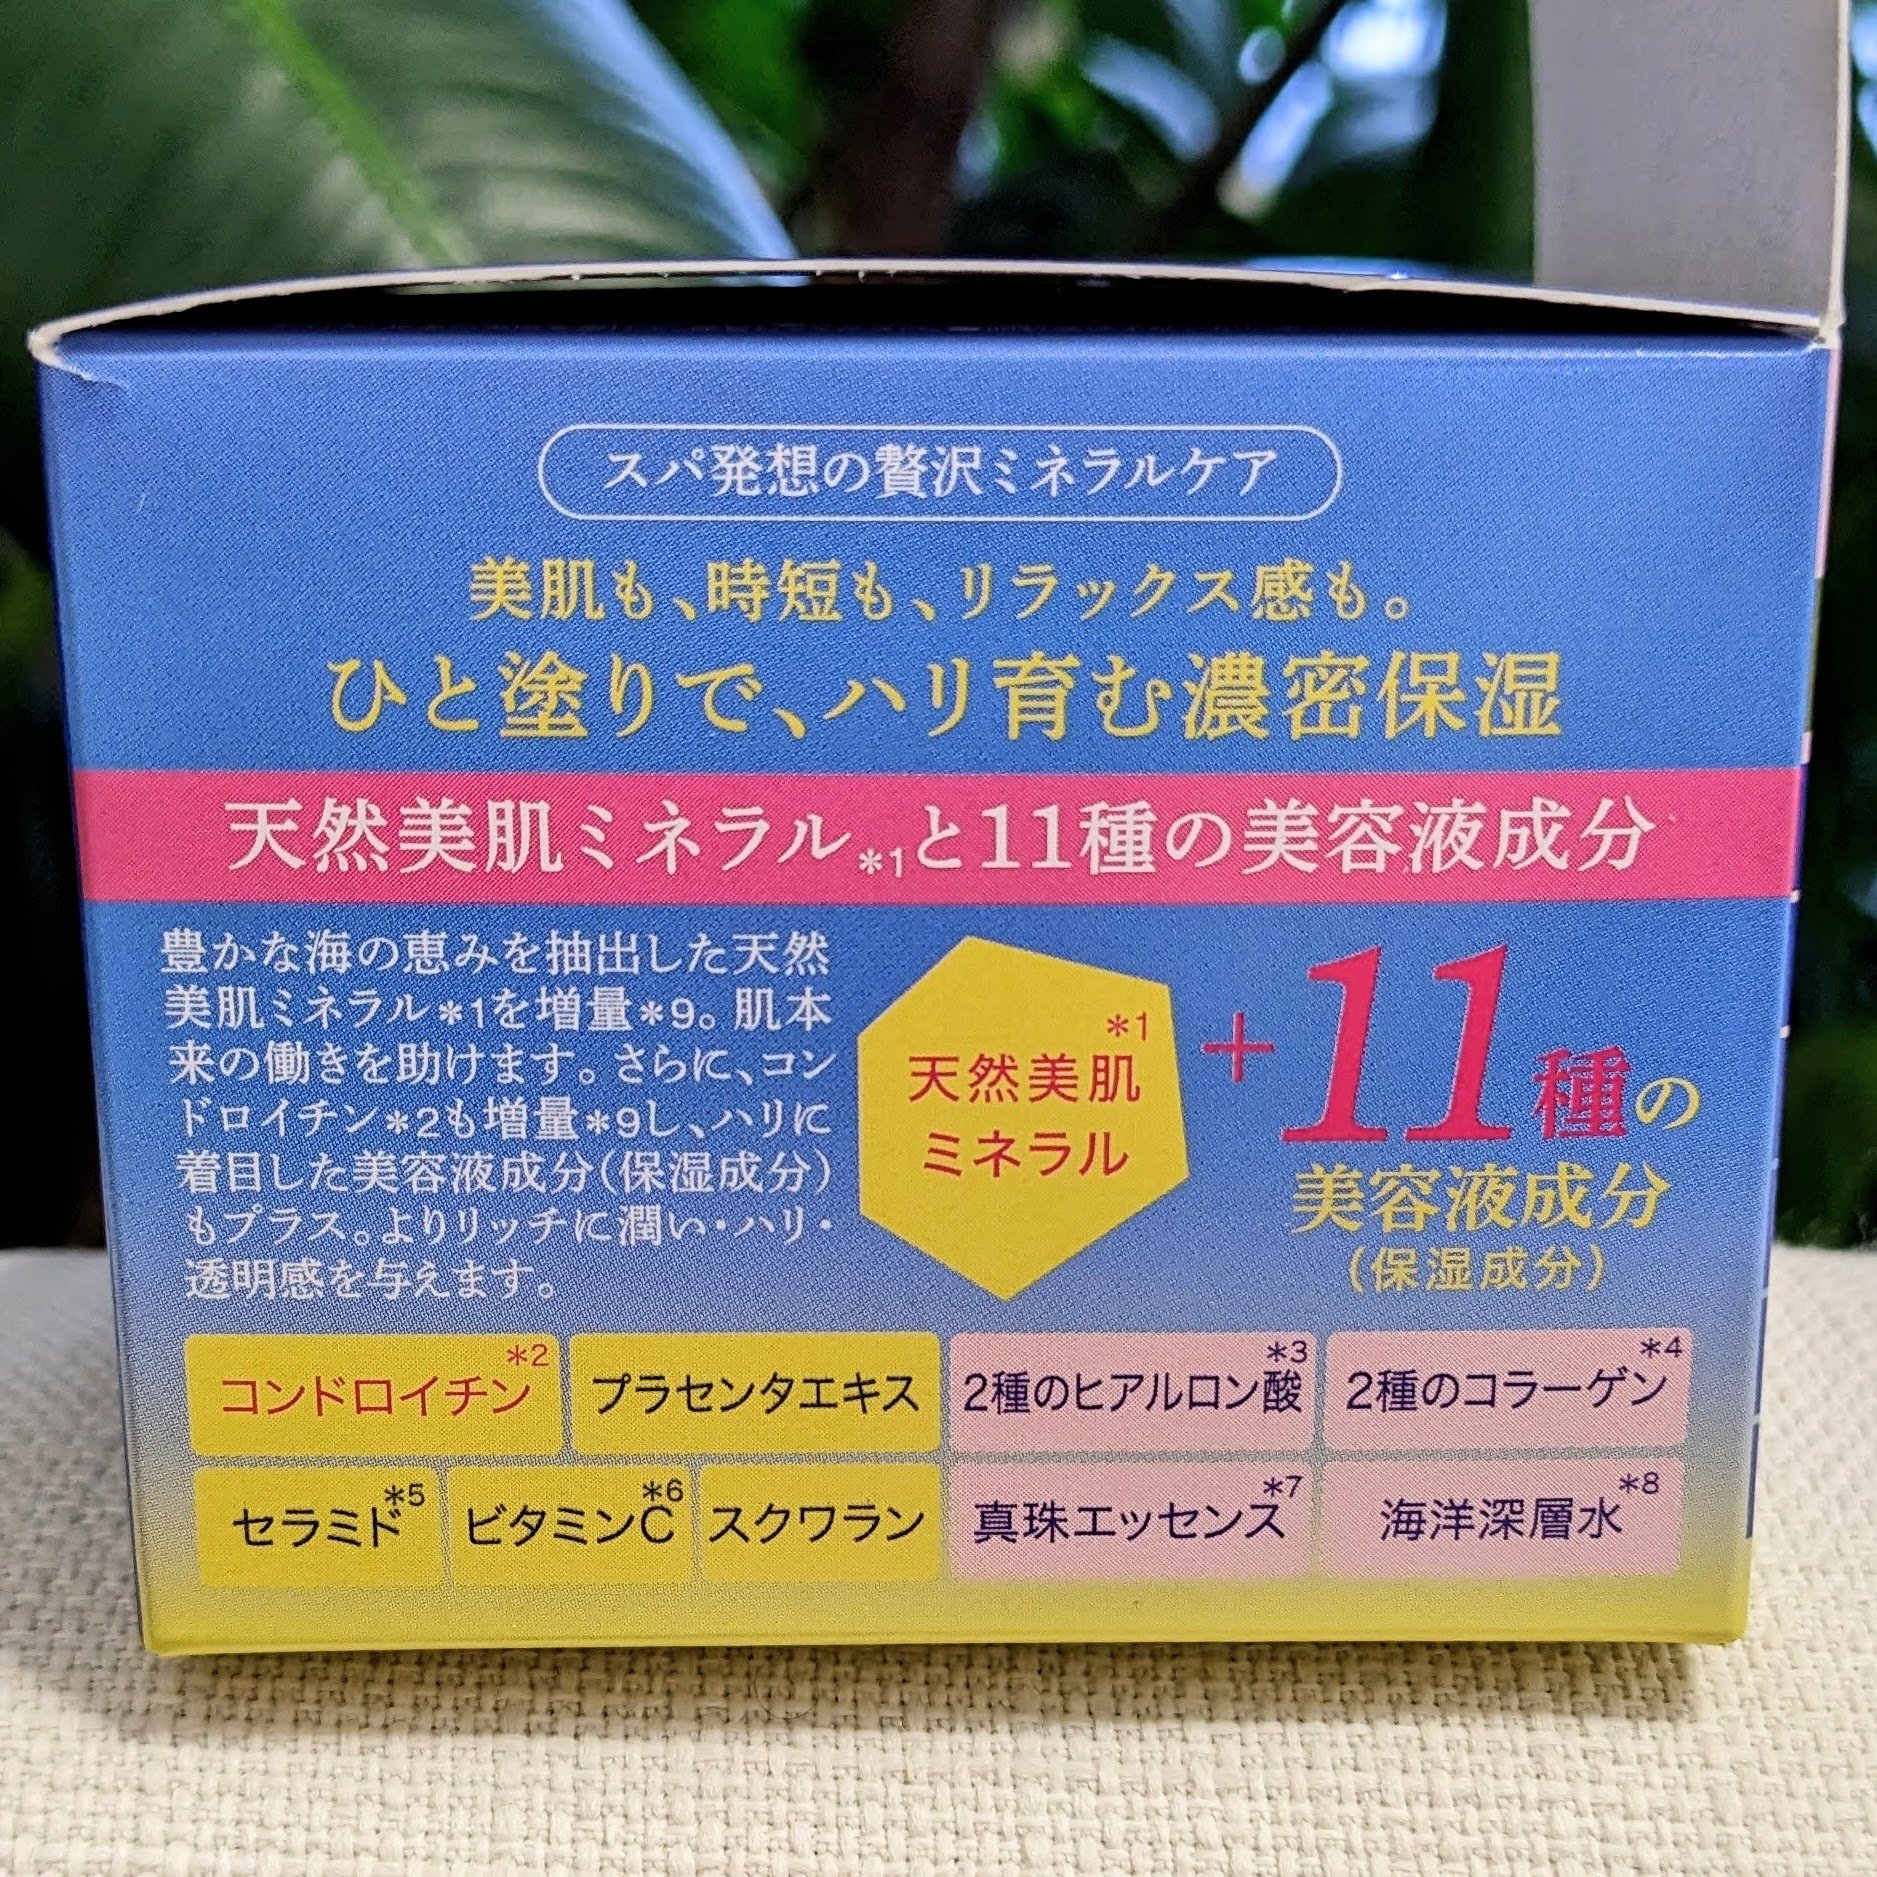 スパ発想の贅沢ミネラルケア
美肌も、時短も、リラックス感も。
ひと塗りで、ハリ育む濃密保湿
天然美肌ミネラル*1と11種の美容液成分
豊かな海の恵みを抽出した天然
美肌ミネラル*1を増量*9。肌本
来の働きを助けます。さらに、コン
ドロイチン*2も増量*9し、ハリに
着目した美容液成分(保湿成分)
もプラス。よりリッチに潤い・ハリ・
透明感を与えます。
*1
天然美肌
ミネラル
+11種の
美容液成分
(保湿成分)
コンドロイチン*2
プラセンタエキス
2種のヒアルロン酸*3
2種のコラーゲン*4
セラミド*5
ビタミンC*6
スクワラン
真珠エッセンス*7
海洋深層水*8